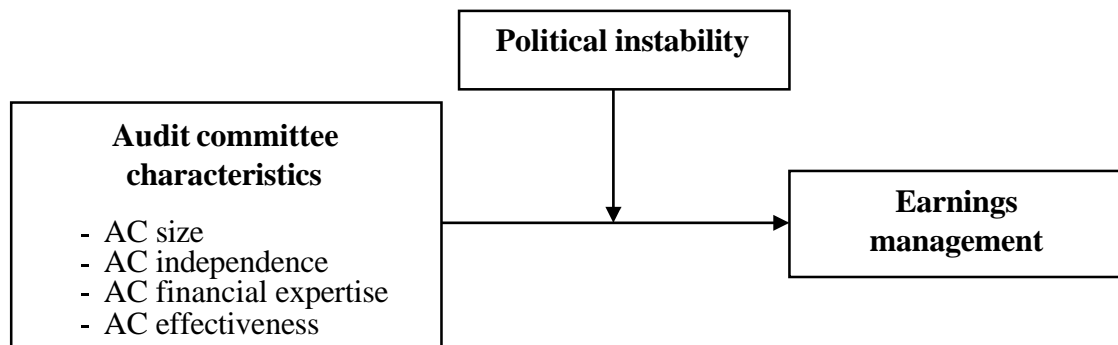 Political instability
Audit committee
characteristics
- AC size
- AC independence
- AC financial expertise
- AC effectiveness
Earnings
management